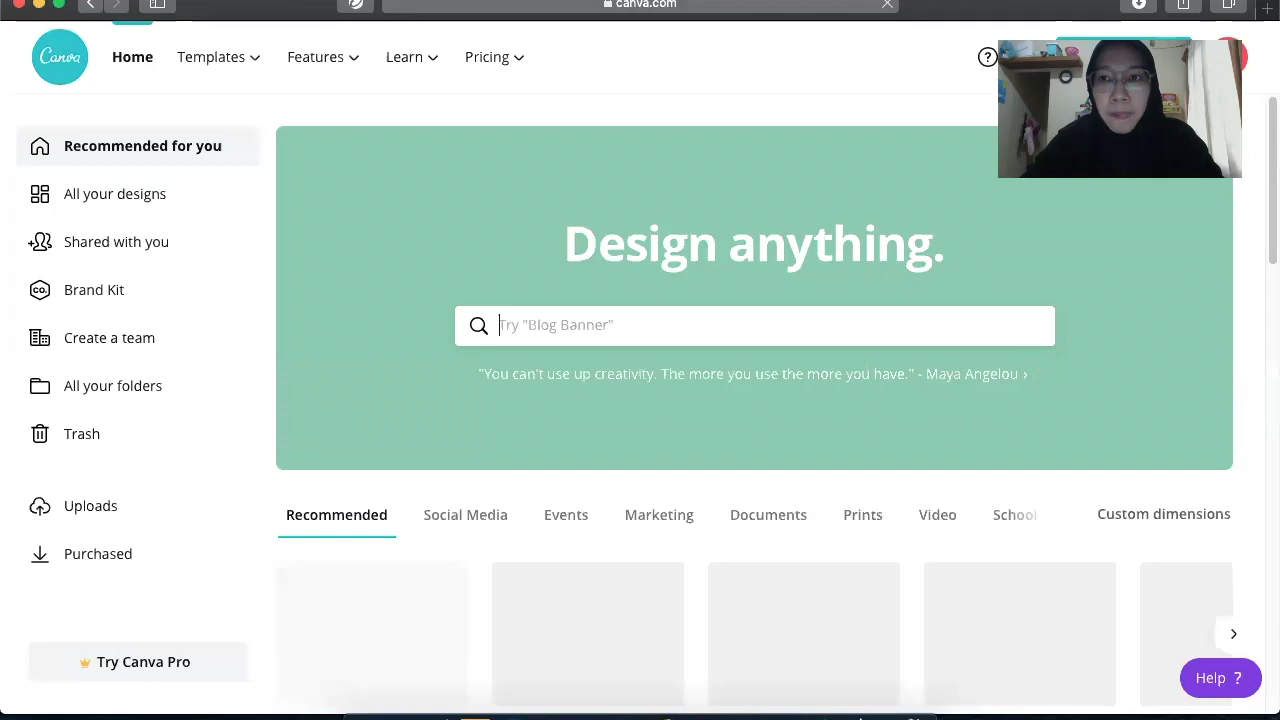 canva.com
Canva
Home
Templates
Features
Learn
Pricing
?
Recommended for you
All your designs
Shared with you
CO.
Brand Kit
Create a team
All your folders
Trash
Uploads
Purchased
Try Canva Pro
Design anything.
Try "Blog Banner"
"You can't use up creativity. The more you use the more you have." - Maya Angelou ›
Recommended
Social Media
Events
Marketing
Documents
Prints
Video
School
Custom dimensions
Help ?